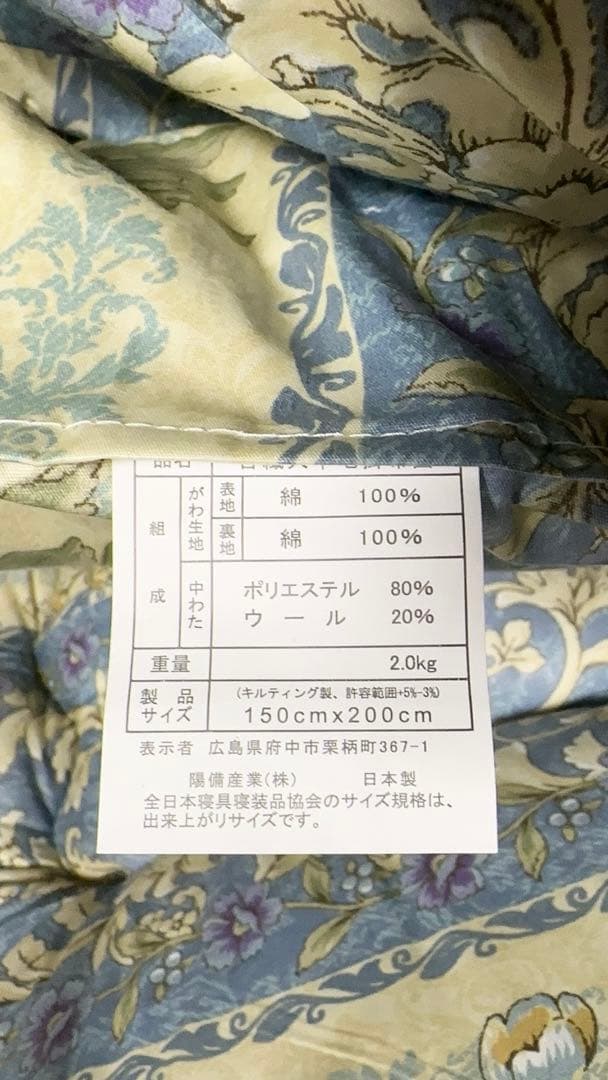 品名
組成
がわ生地 表地 綿 100%
裏地 綿 100%
中わた ポリエステル 80%
ウール 20%
重量 2.0kg
製品サイズ (キルティング製、許容範囲+5%-3%)
150cmx200cm
表示者 広島県府中市栗柄町367-1
陽備産業(株) 日本製
全日本寝具寝装品協会のサイズ規格は、
出来上がりサイズです。